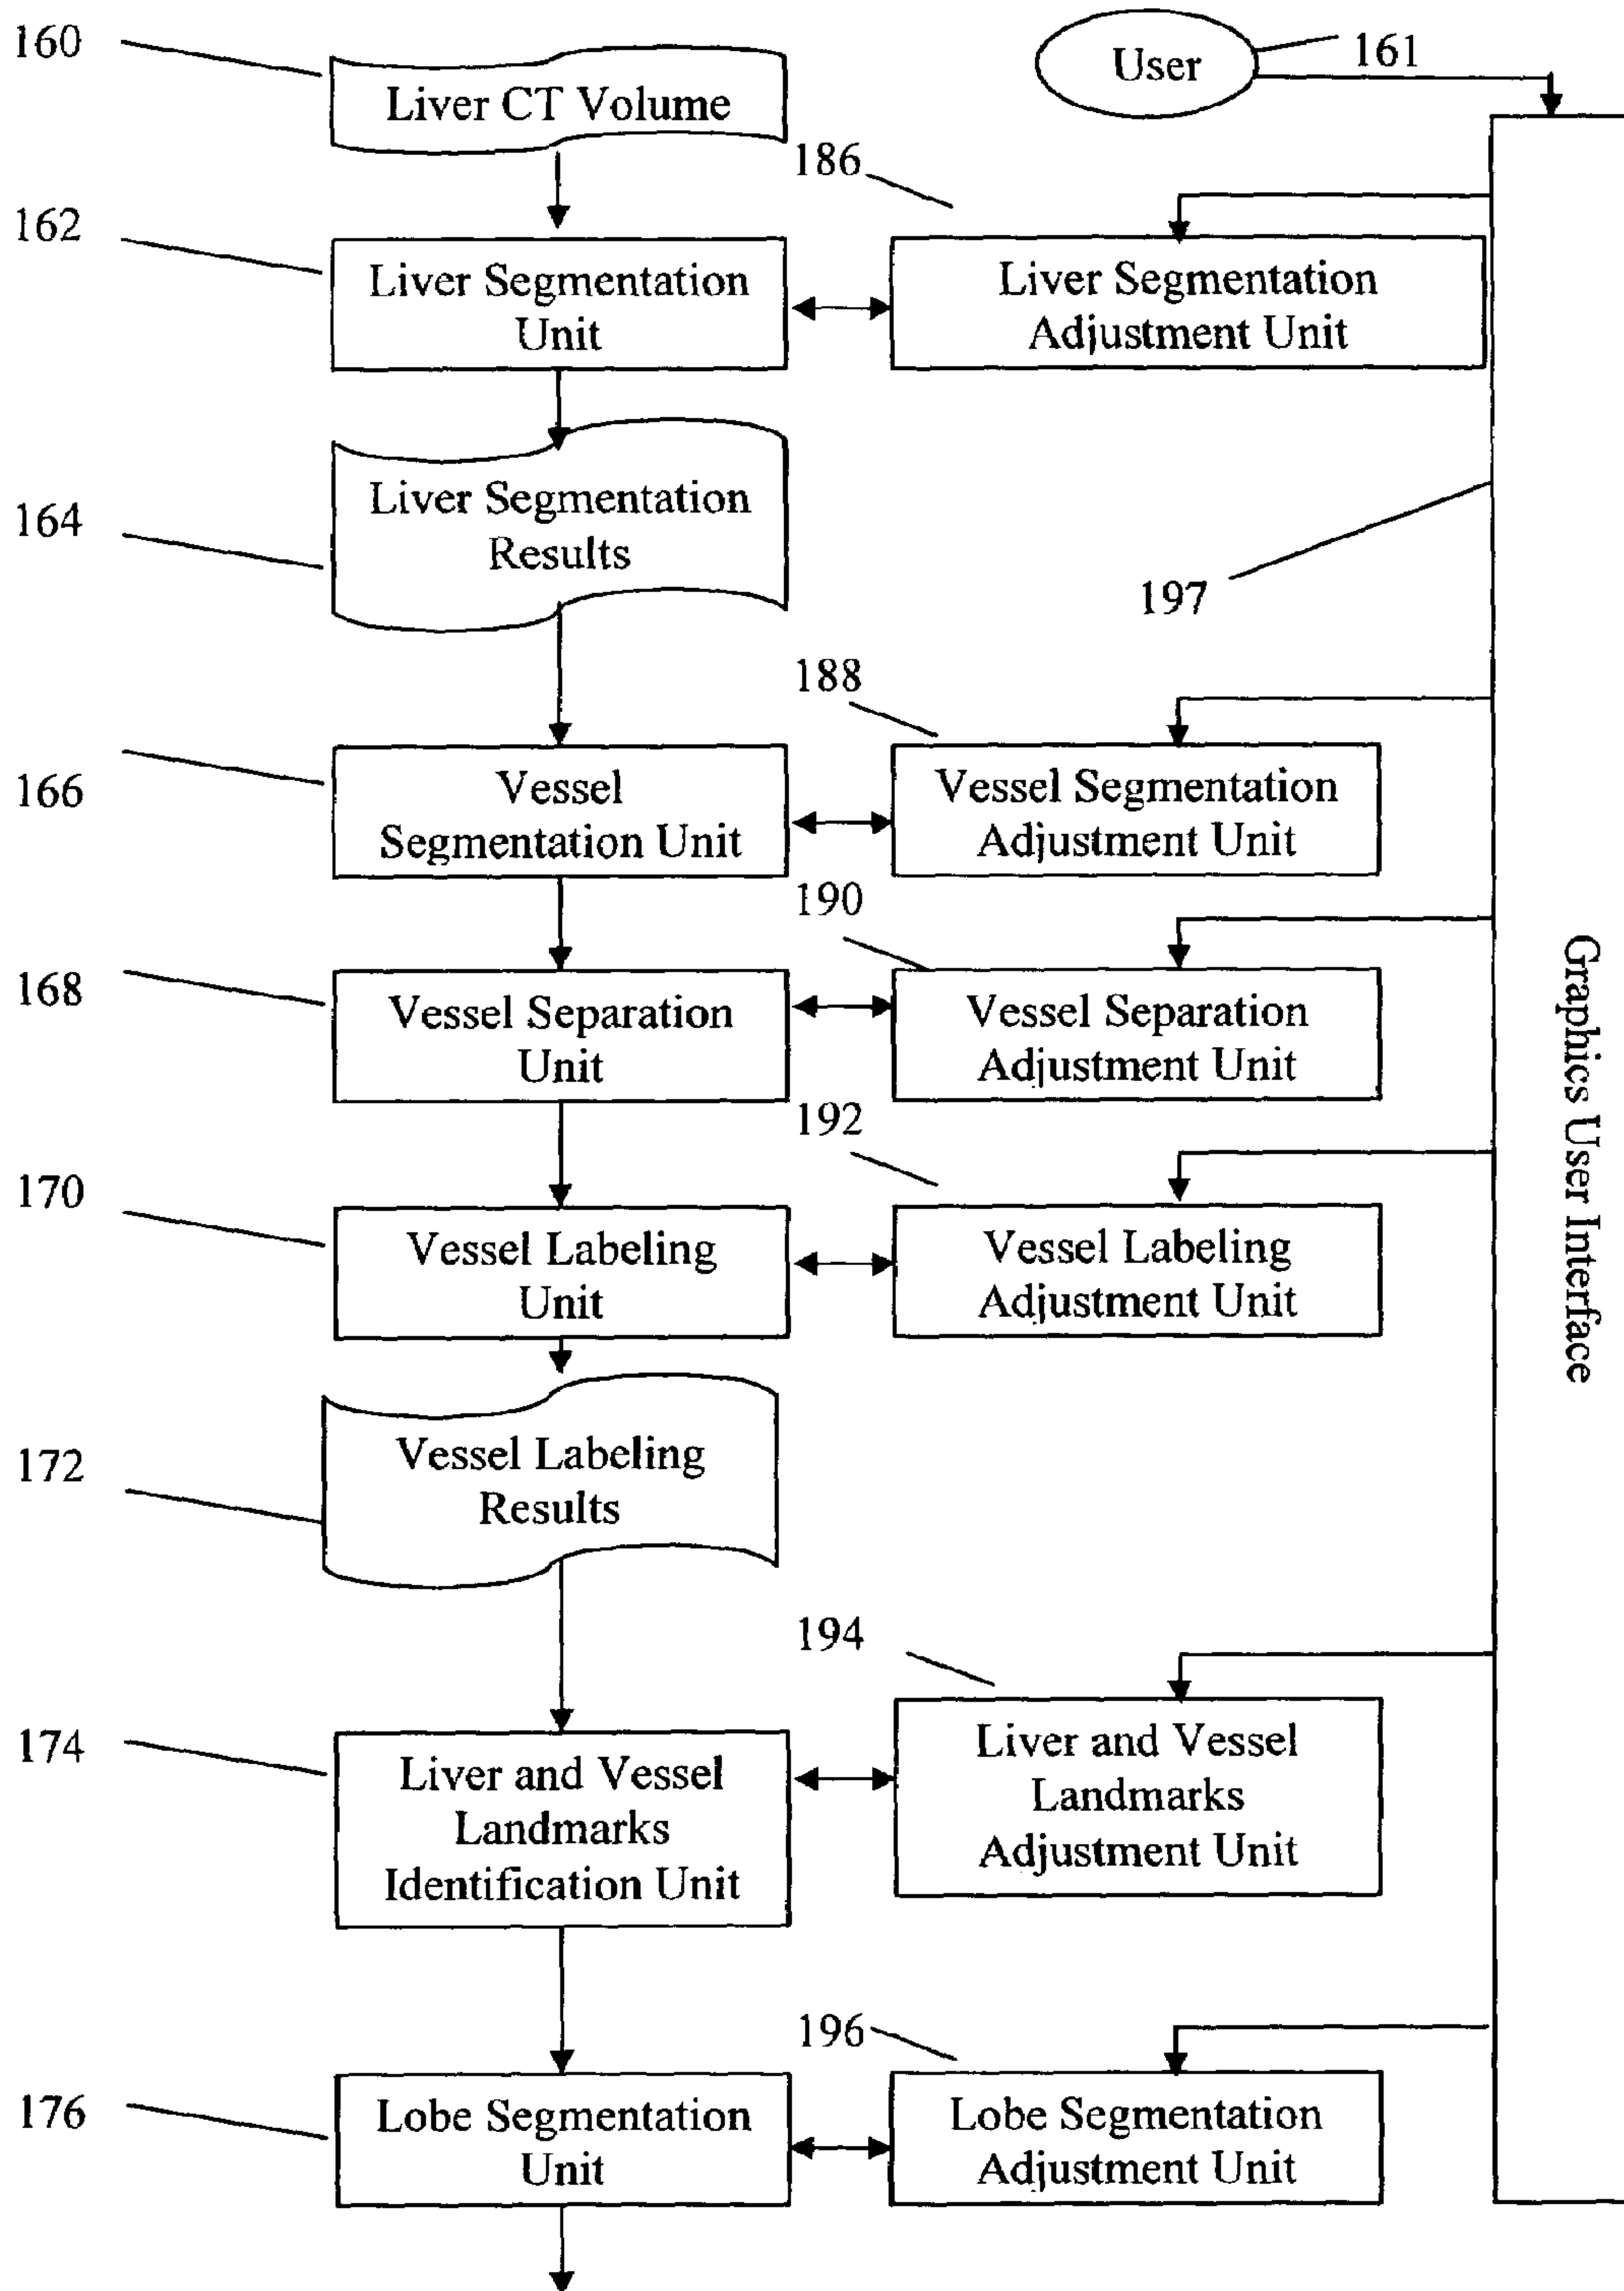 160
Liver CT Volume
User
161
186
162
Liver Segmentation
Unit
Liver Segmentation
Adjustment Unit
164
Liver Segmentation
Results
197
188
166
Vessel
Segmentation Unit
Vessel Segmentation
Adjustment Unit
190
168
Vessel Separation
Unit
Vessel Separation
Adjustment Unit
Graphics User Interface
192
170
Vessel Labeling
Unit
Vessel Labeling
Adjustment Unit
172
Vessel Labeling
Results
194
174
Liver and Vessel
Landmarks
Identification Unit
Liver and Vessel
Landmarks
Adjustment Unit
196
176
Lobe Segmentation
Unit
Lobe Segmentation
Adjustment Unit